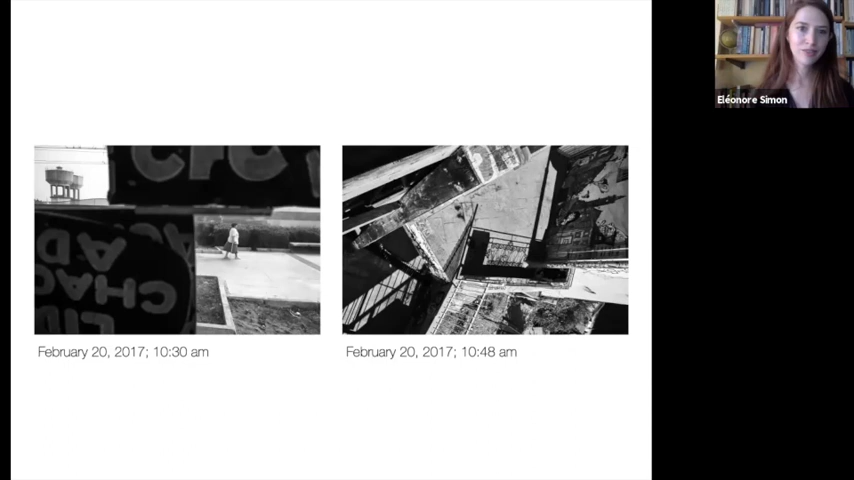 Eléonore Simon
February 20, 2017; 10:30 am
February 20, 2017; 10:48 am